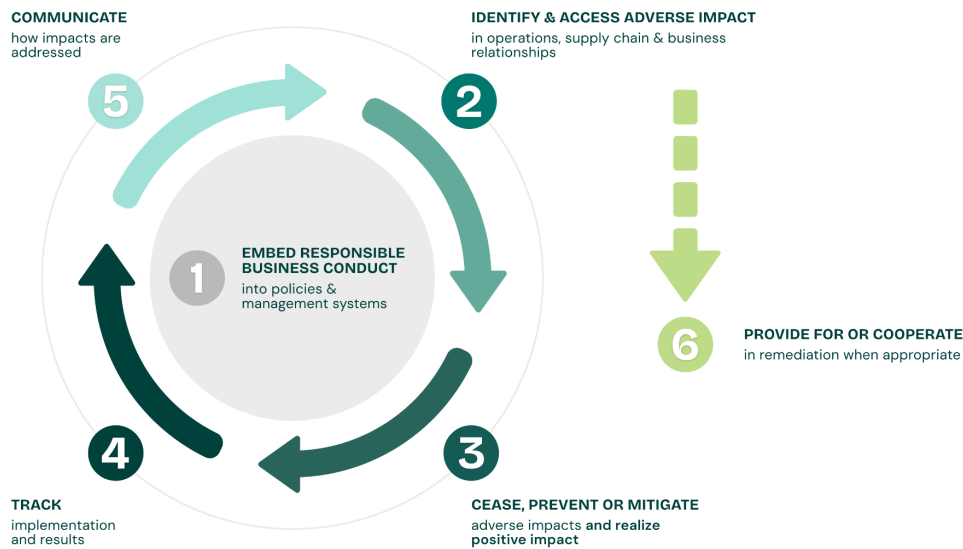 COMMUNICATE
how impacts are
addressed
5
IDENTIFY & ACCESS ADVERSE IMPACT
in operations, supply chain & business
relationships
2
1
EMBED RESPONSIBLE
BUSINESS CONDUCT
into policies &
management systems
6
PROVIDE FOR OR COOPERATE
in remediation when appropriate
4
TRACK
implementation
and results
3
CEASE, PREVENT OR MITIGATE
adverse impacts and realize
positive impact